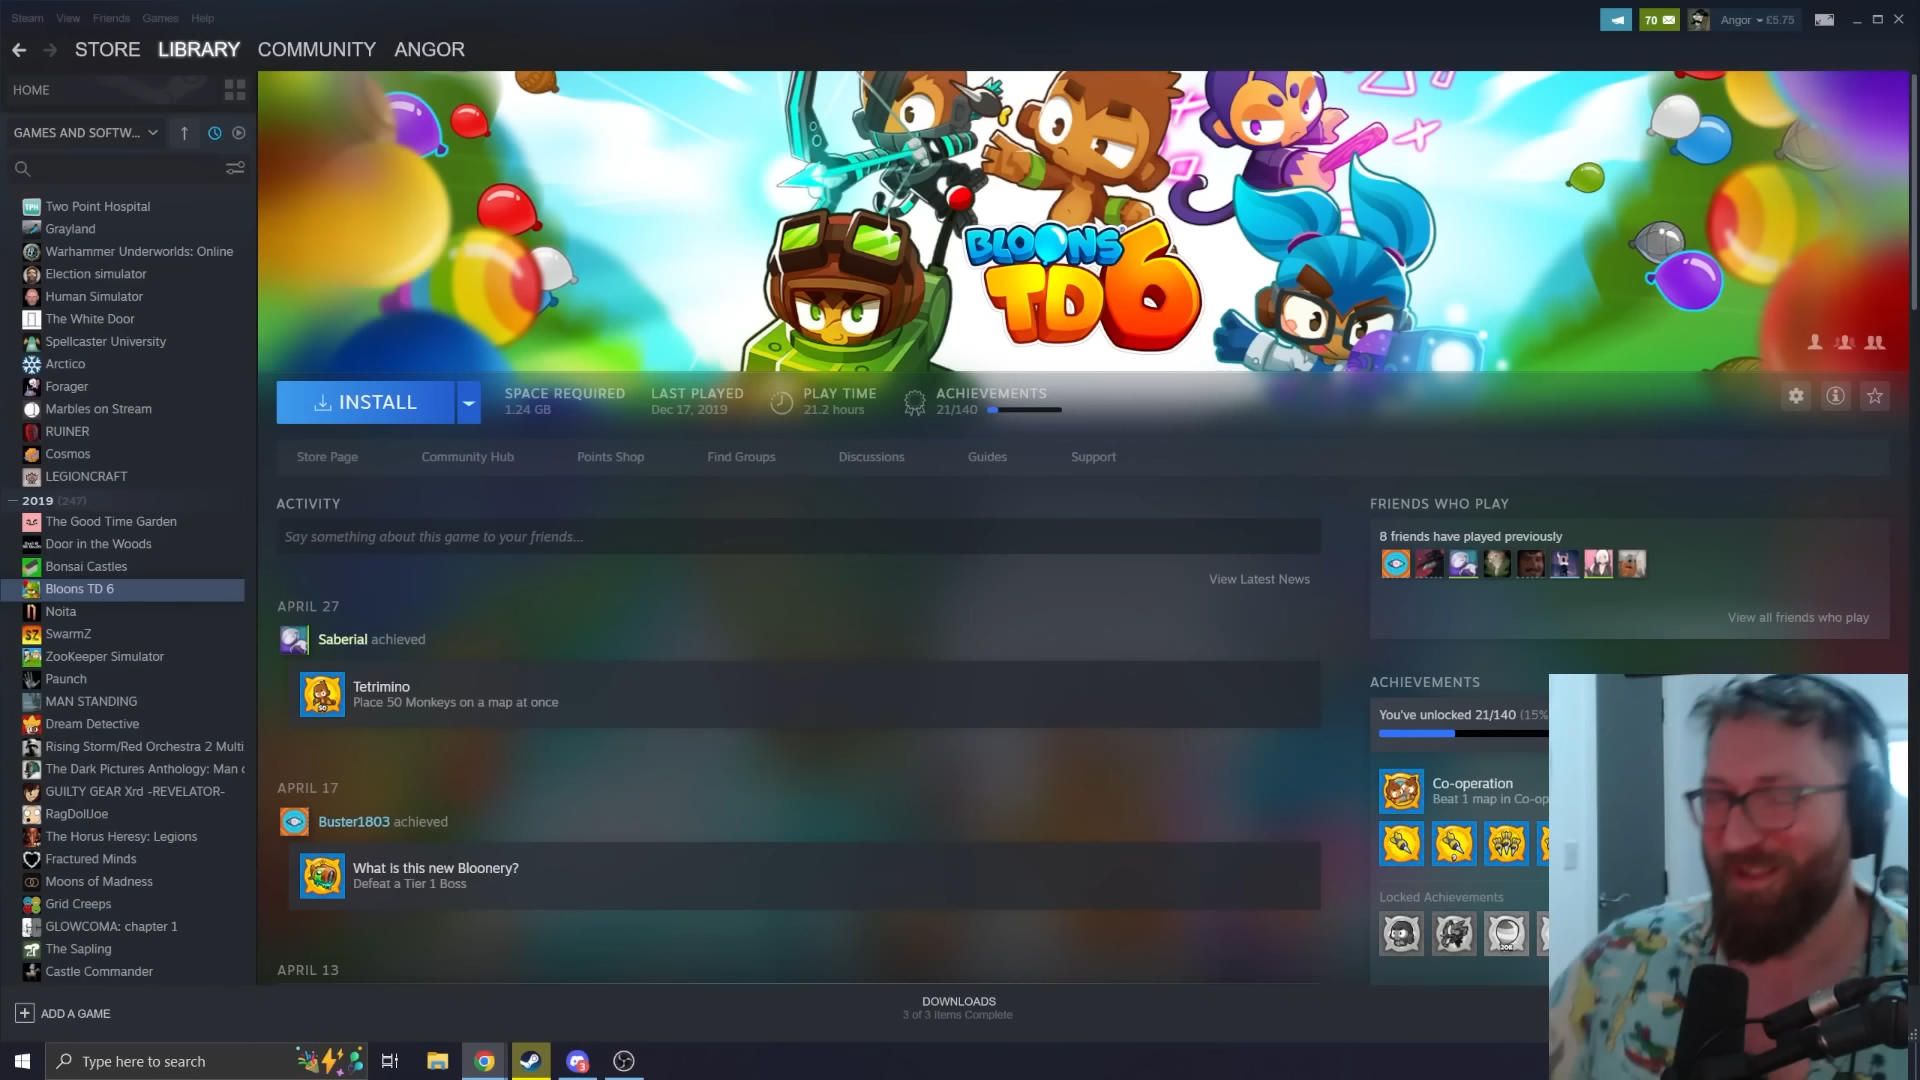 Steam View Friends Games Help
70
Angor £5.75
STORE LIBRARY COMMUNITY ANGOR
HOME
GAMES AND SOFTW...
TPH Two Point Hospital
Grayland
Warhammer Underworlds: Online
Election simulator
Human Simulator
The White Door
Spellcaster University
Arctico
Forager
Marbles on Stream
RUINER
Cosmos
LEGIONCRAFT
2019 (247)
The Good Time Garden
Door in the Woods
Bonsai Castles
Bloons TD 6
Noita
SZ SwarmZ
ZooKeeper Simulator
Paunch
MAN STANDING
Dream Detective
Rising Storm/Red Orchestra 2 Multi
The Dark Pictures Anthology: Man o
GUILTY GEAR Xrd -REVELATOR-
RagDollJoe
The Horus Heresy: Legions
Fractured Minds
Moons of Madness
Grid Creeps
GLOWCOMA: chapter 1
The Sapling
Castle Commander
ADD A GAME
BLOONS
TD6
INSTALL
SPACE REQUIRED
1.24 GB
LAST PLAYED
Dec 17, 2019
PLAY TIME
21.2 hours
ACHIEVEMENTS
21/140
Store Page Community Hub Points Shop Find Groups Discussions Guides Support
ACTIVITY
Say something about this game to your friends...
View Latest News
APRIL 27
Saberial achieved
50
Tetrimino
Place 50 Monkeys on a map at once
APRIL 17
Buster1803 achieved
What is this new Bloonery?
Defeat a Tier 1 Boss
APRIL 13
FRIENDS WHO PLAY
8 friends have played previously
View all friends who play
ACHIEVEMENTS
You've unlocked 21/140 (15%
Co-operation
Beat 1 map in Co-op
Locked Achievements
20K
DOWNLOADS
3 of 3 Items Complete
Type here to search
3